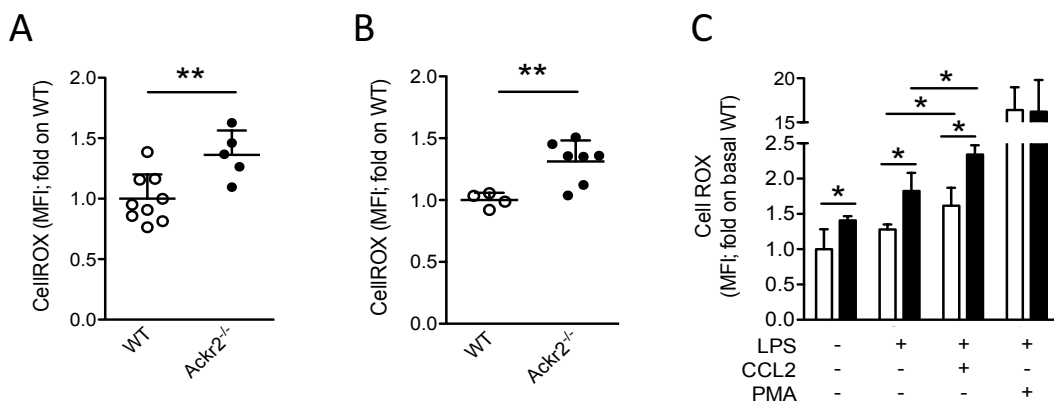 A
CellROX (MFI; fold on WT)
2.0
1.5
1.0
0.5
0.0
**
WT
Ackr2-/-
B
CellROX (MFI; fold on WT)
2.0
1.5
1.0
0.5
0.0
**
WT
Ackr2-/-
C
Cell ROX
(MFI; fold on basal WT)
20
15
2.5
2.0
1.5
1.0
0.5
0.0
*
*
*
*
*
LPS - + + +
CCL2 - - + -
PMA - - - +